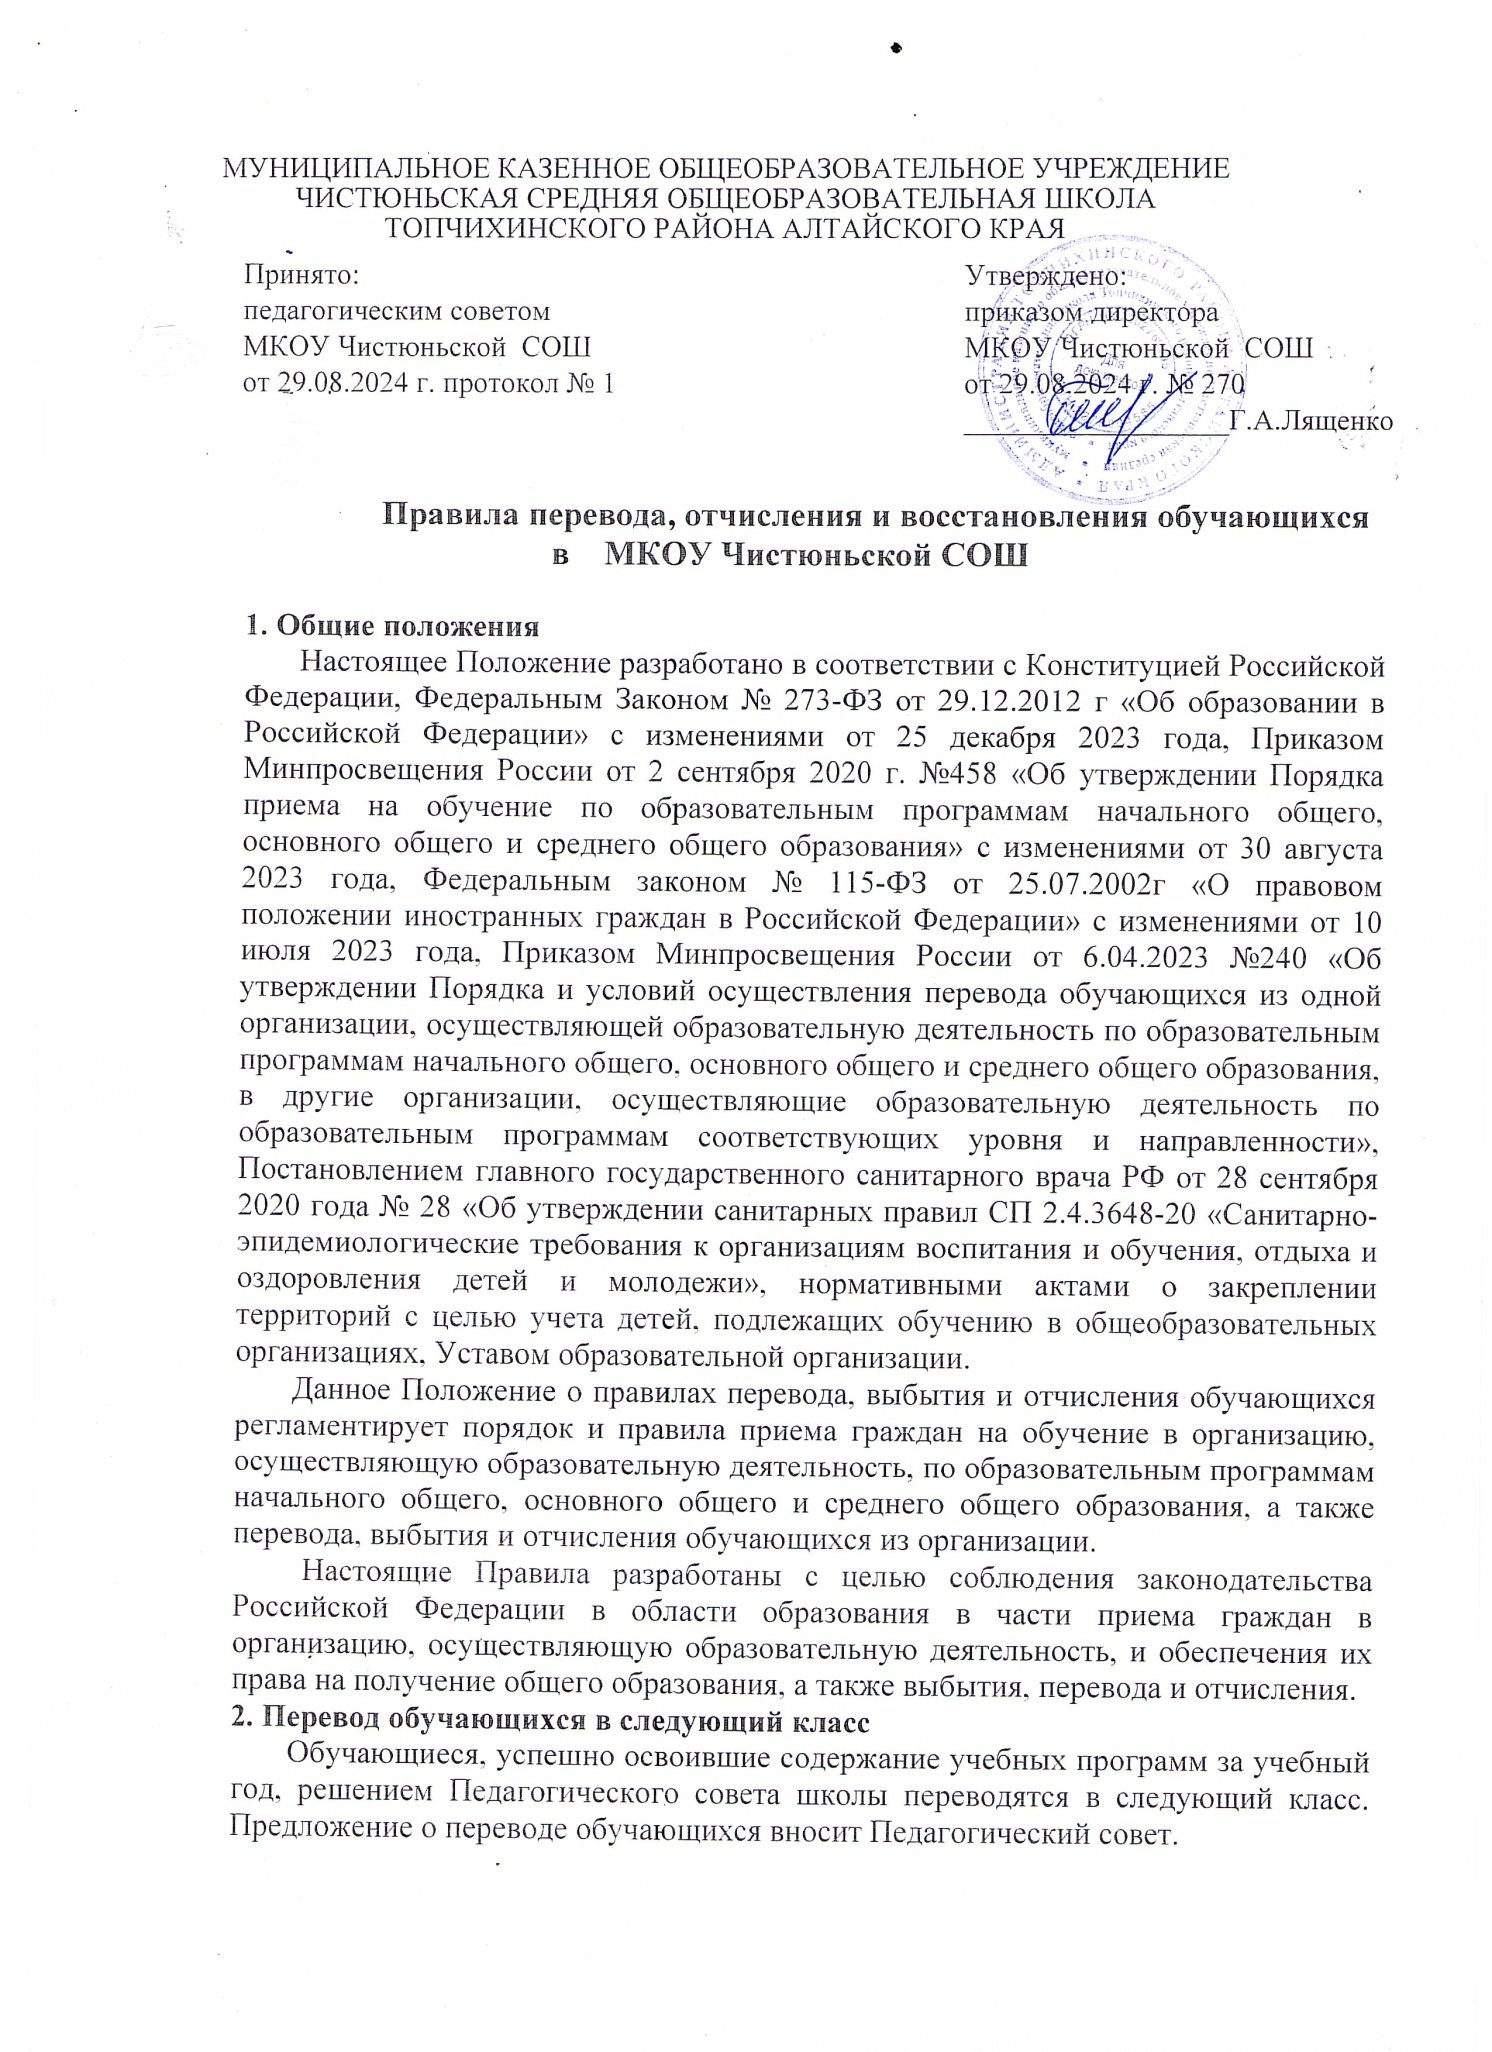 МУНИЦИПАЛЬНОЕ КАЗЕННОЕ ОБЩЕОБРАЗОВАТЕЛЬНОЕ УЧРЕЖДЕНИЕ
ЧИСТЮНЬСКАЯ СРЕДНЯЯ ОБЩЕОБРАЗОВАТЕЛЬНАЯ ШКОЛА
ТОПЧИХИНСКОГО РАЙОНА АЛТАЙСКОГО КРАЯ
Принято:
педагогическим советом
МКОУ Чистюньской СОШ
от 29.08.2024 г. протокол № 1
Утверждено:
приказом директора
МКОУ Чистюньской СОШ
от 29.08.2024 г. № 270
Г.А.Лященко
Правила перевода, отчисления и восстановления обучающихся
в МКОУ Чистюньской СОШ
1. Общие положения
Настоящее Положение разработано в соответствии с Конституцией Российской
Федерации, Федеральным Законом № 273-ФЗ от 29.12.2012 г «Об образовании в
Российской Федерации» с изменениями от 25 декабря 2023 года, Приказом
Минпросвещения России от 2 сентября 2020 г. №458 «Об утверждении Порядка
приема на обучение по образовательным программам начального общего,
основного общего и среднего общего образования» с изменениями от 30 августа
2023 года, Федеральным законом № 115-ФЗ от 25.07.2002г «О правовом
положении иностранных граждан в Российской Федерации» с изменениями от 10
июля 2023 года, Приказом Минпросвещения России от 6.04.2023 №240 «Об
утверждении Порядка и условий осуществления перевода обучающихся из одной
организации, осуществляющей образовательную деятельность по образовательным
программам начального общего, основного общего и среднего общего образования,
в другие организации, осуществляющие образовательную деятельность по
образовательным программам соответствующих уровня и направленности»,
Постановлением главного государственного санитарного врача РФ от 28 сентября
2020 года № 28 «Об утверждении санитарных правил СП 2.4.3648-20 «Санитарно-
эпидемиологические требования к организациям воспитания и обучения, отдыха и
оздоровления детей и молодежи», нормативными актами о закреплении
территорий с целью учета детей, подлежащих обучению в общеобразовательных
организациях, Уставом образовательной организации.
Данное Положение о правилах перевода, выбытия и отчисления обучающихся
регламентирует порядок и правила приема граждан на обучение в организацию,
осуществляющую образовательную деятельность, по образовательным программам
начального общего, основного общего и среднего общего образования, а также
перевода, выбытия и отчисления обучающихся из организации.
Настоящие Правила разработаны с целью соблюдения законодательства
Российской Федерации в области образования в части приема граждан в
организацию, осуществляющую образовательную деятельность, и обеспечения их
права на получение общего образования, а также выбытия, перевода и отчисления.
2. Перевод обучающихся в следующий класс
Обучающиеся, успешно освоившие содержание учебных программ за учебный
год, решением Педагогического совета школы переводятся в следующий класс.
Предложение о переводе обучающихся вносит Педагогический совет.